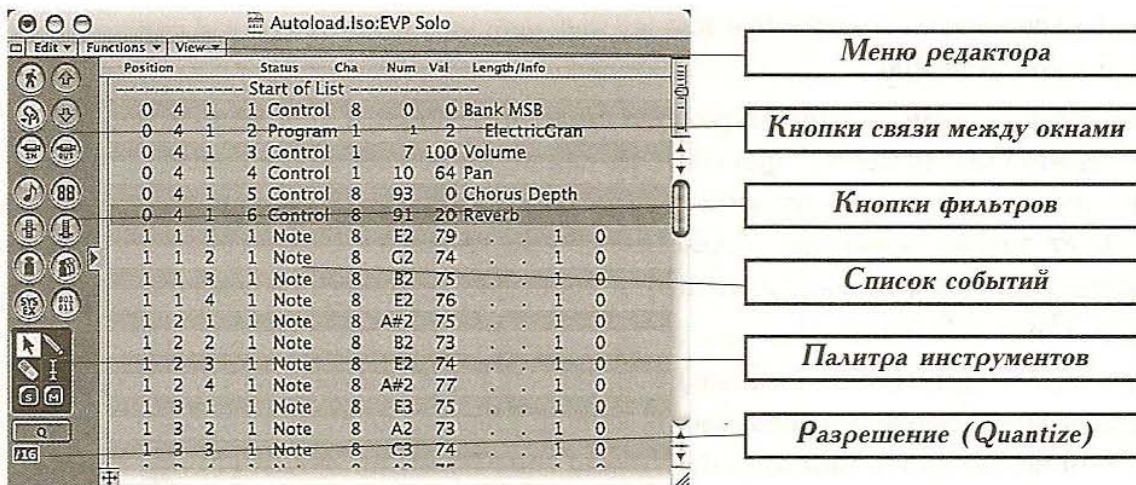 Autoload.lso:EVP Solo
Edit Functions View
Position Status Cha Num Val Length/Info
Start of List
0 4 1 1 Control 8 0 0 Bank MSB
0 4 1 2 Program 1 1 2 ElectricGran
0 4 1 3 Control 1 7 100 Volume
0 4 1 4 Control 1 10 64 Pan
0 4 1 5 Control 8 93 0 Chorus Depth
0 4 1 6 Control 8 91 20 Reverb
1 1 1 1 Note 8 E2 79 . . 1 0
1 1 2 1 Note 8 G2 74 . . 1 0
1 1 3 1 Note 8 B2 75 . . 1 0
1 1 4 1 Note 8 E2 76 . . 1 0
1 2 1 1 Note 8 A#2 75 . . 1 0
1 2 2 1 Note 8 B2 73 . . 1 0
1 2 3 1 Note 8 E2 74 . . 1 0
1 2 4 1 Note 8 A#2 77 . . 1 0
1 3 1 1 Note 8 E3 75 . . 1 0
1 3 2 1 Note 8 A2 73 . . 1 0
1 3 3 1 Note 8 C3 74 . . 1 0
IN OUT
SYS EX
S M
Q
/16
Меню редактора
Кнопки связи между окнами
Кнопки фильтров
Список событий
Палитра инструментов
Разрешение (Quantize)